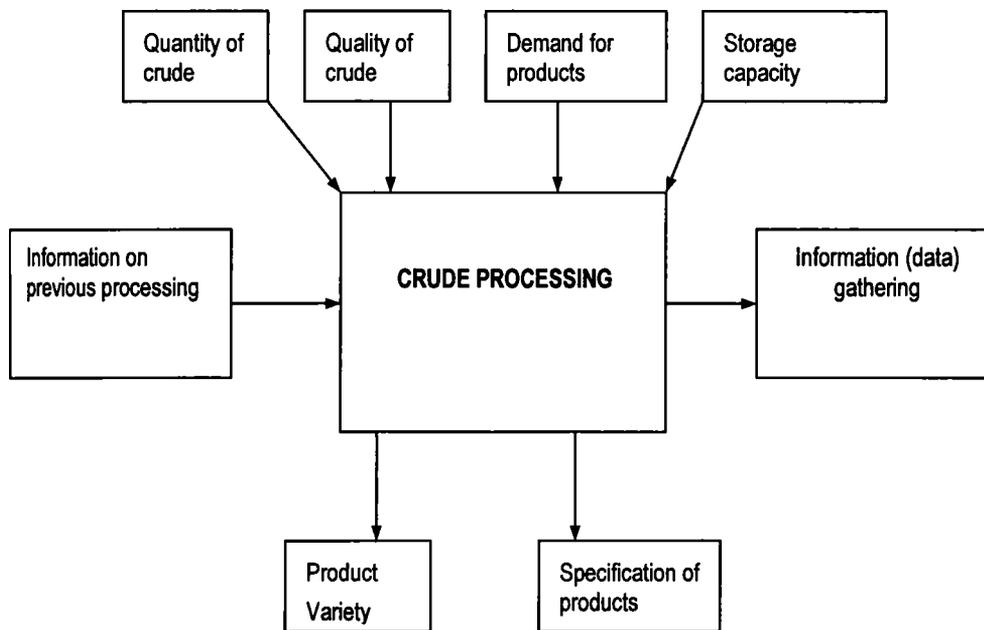 Quantity of
crude
Quality of
crude
Demand for
products
Storage
capacity
Information on
previous processing
CRUDE PROCESSING
Information (data)
gathering
Product
Variety
Specification of
products